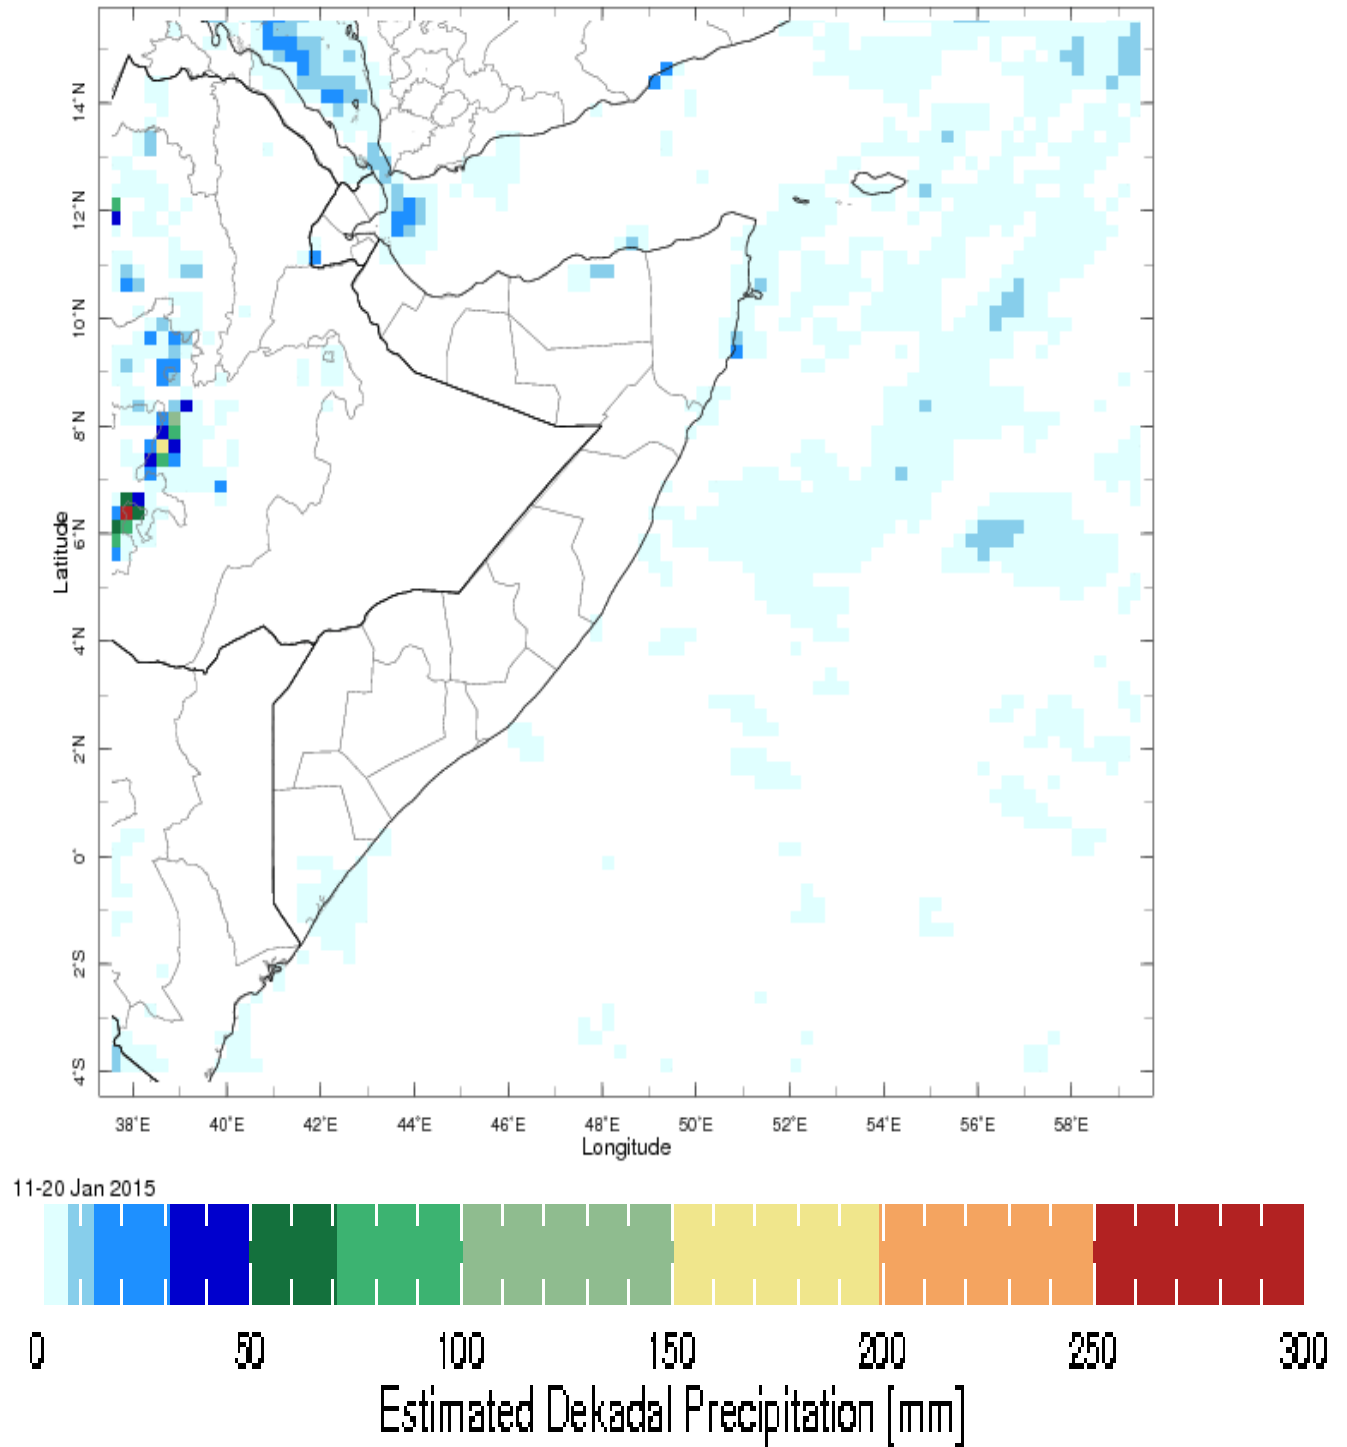 14°N
12°N
10°N
8°N
6°N
4°N
2°N
0°
2°S
4°S
Latitude
38°E 40°E 42°E 44°E 46°E 48°E 50°E 52°E 54°E 56°E 58°E
Longitude
11-20 Jan 2015
0 50 100 150 200 250 300
Estimated Dekadal Precipitation [mm]